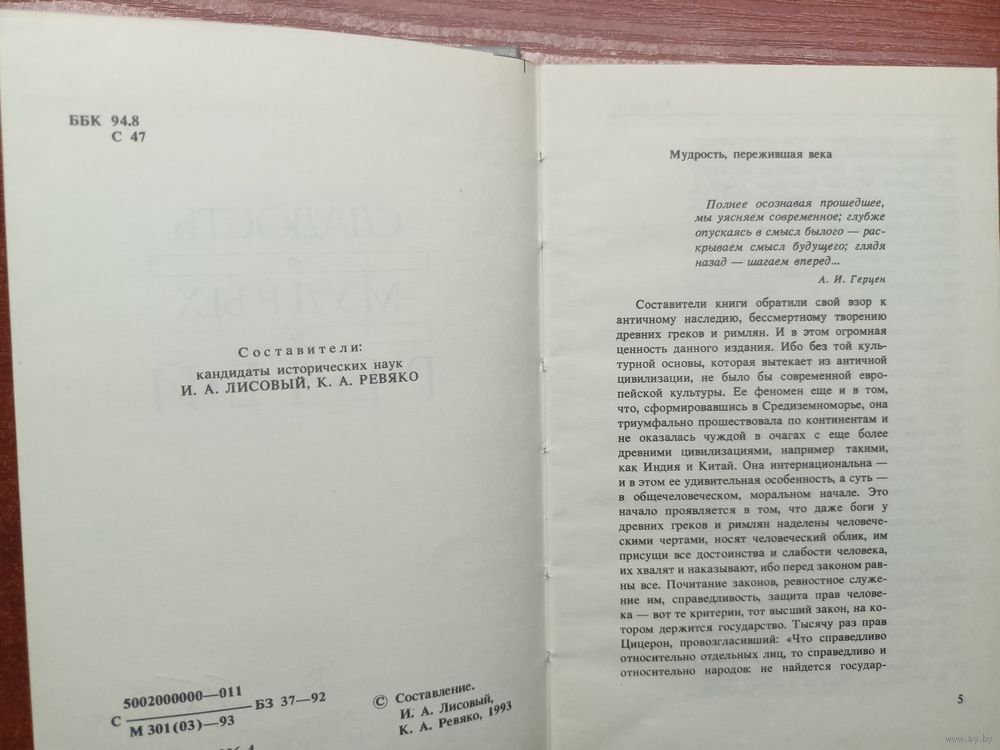 ББК 94.8
С 47
Составители:
кандидаты исторических наук
И. А. ЛИСОВЫЙ, К. А. РЕВЯКО
5002000000—011
С БЗ 37—92
М 301(03)—93
© Составление.
И. А. Лисовый,
К. А. Ревяко, 1993
Мудрость, пережившая века
Полнее осознавая прошедшее,
мы уясняем современное; глубже
опускаясь в смысл былого — рас-
крываем смысл будущего; глядя
назад — шагаем вперед...
А. И. Герцен
Составители книги обратили свой взор к
античному наследию, бессмертному творению
древних греков и римлян. И в этом огромная
ценность данного издания. Ибо без той куль-
турной основы, которая вытекает из античной
цивилизации, не было бы современной евро-
пейской культуры. Ее феномен еще и в том,
что, сформировавшись в Средиземноморье, она
триумфально прошествовала по континентам и
не оказалась чуждой в очагах с еще более
древними цивилизациями, например такими,
как Индия и Китай. Она интернациональна —
и в этом ее удивительная особенность, а суть —
в общечеловеческом, моральном начале. Это
начало проявляется в том, что даже боги у
древних греков и римлян наделены человече-
скими чертами, носят человеческий облик, им
присущи все достоинства и слабости человека,
их хвалят и наказывают, ибо перед законом рав-
ны все. Почитание законов, ревностное служе-
ние им, справедливость, защита прав челове-
ка — вот те критерии, тот высший закон, на ко-
тором держится государство. Тысячу раз прав
Цицерон, провозгласивший: «Что справедливо
относительно отдельных лиц, то справедливо и
относительно народов: не найдется государ-
5
www.ay.by